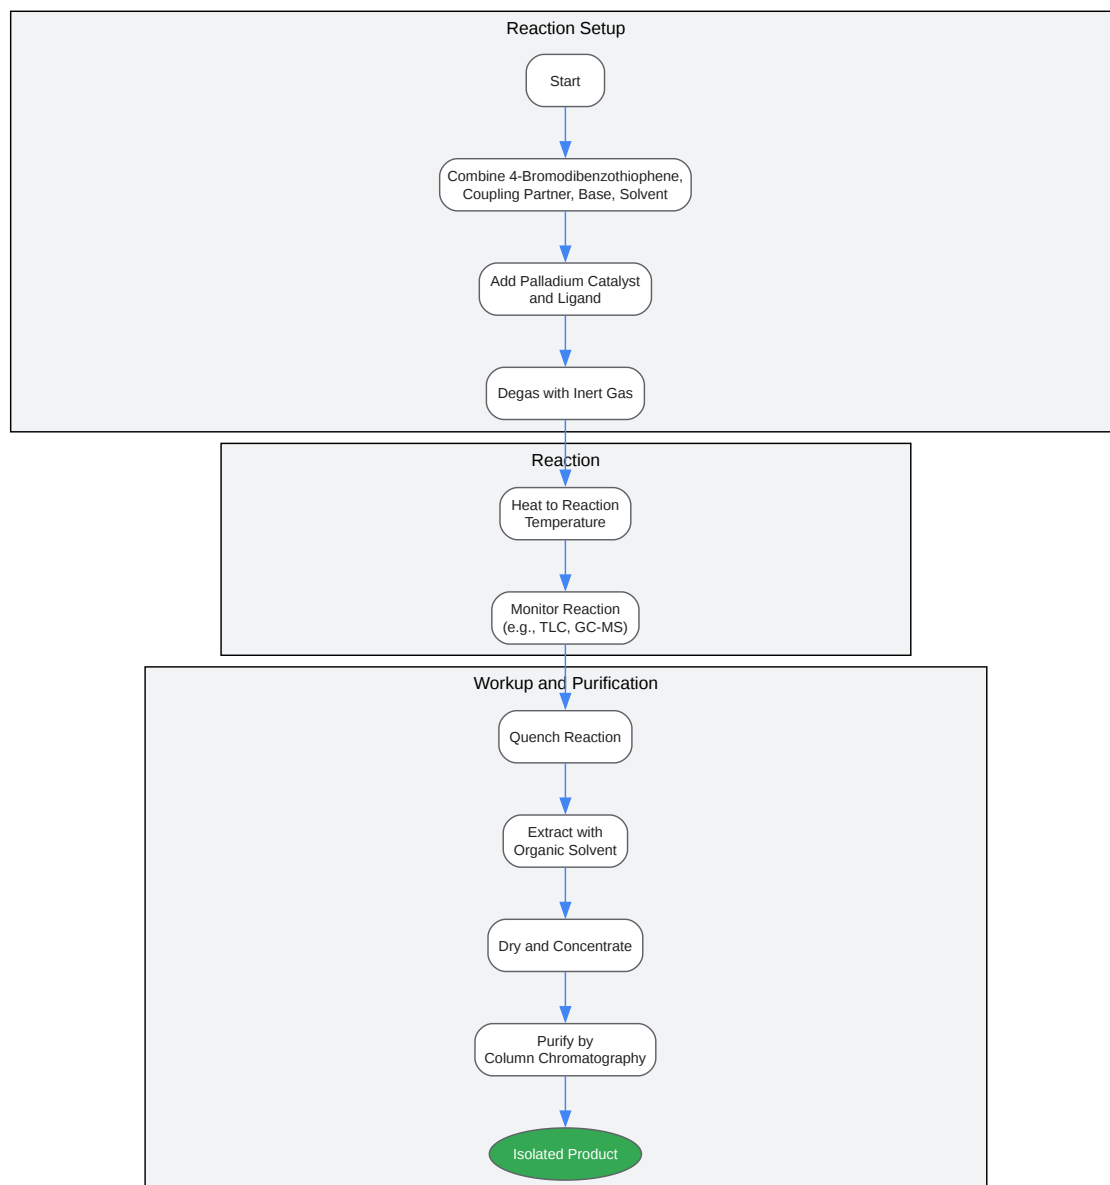 Reaction Setup
Start
Combine 4-Bromodibenzothiophene,
Coupling Partner, Base, Solvent
Add Palladium Catalyst
and Ligand
Degas with Inert Gas
Reaction
Heat to Reaction
Temperature
Monitor Reaction
(e.g., TLC, GC-MS)
Workup and Purification
Quench Reaction
Extract with
Organic Solvent
Dry and Concentrate
Purify by
Column Chromatography
Isolated Product